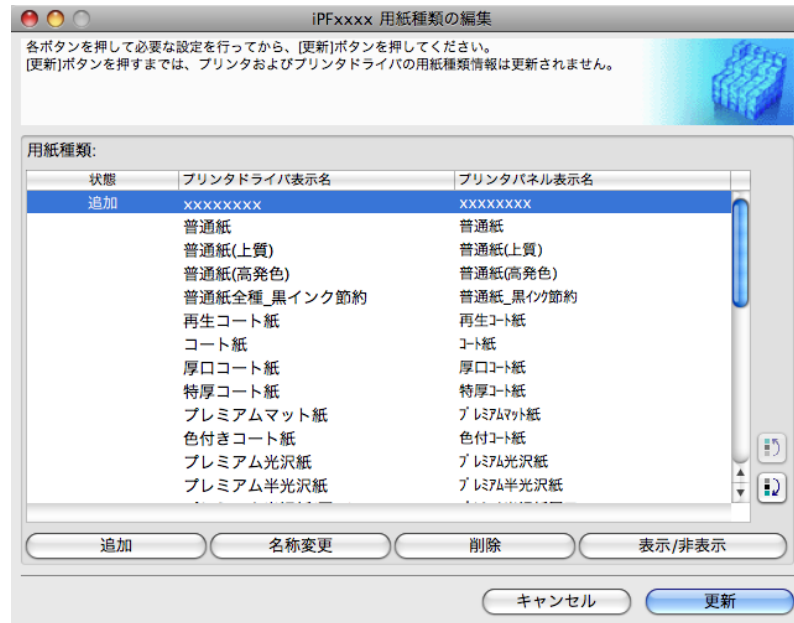 iPFxxxx 用紙種類の編集
各ボタンを押して必要な設定を行ってから、[更新]ボタンを押してください。
[更新]ボタンを押すまでは、プリンタおよびプリンタドライバの用紙種類情報は更新されません。
用紙種類:
状態 プリンタドライバ表示名 プリンタパネル表示名
追加 xxxxxxxx xxxxxxxx
普通紙 普通紙
普通紙(上質) 普通紙(上質)
普通紙(高発色) 普通紙(高発色)
普通紙全種_黒インク節約 普通紙_黒ｲﾝｸ節約
再生コート紙 再生ｺｰﾄ紙
コート紙 ｺｰﾄ紙
厚口コート紙 厚口ｺｰﾄ紙
特厚コート紙 特厚ｺｰﾄ紙
プレミアムマット紙 ﾌﾟﾚﾐｱﾑﾏｯﾄ紙
色付きコート紙 色付ｺｰﾄ紙
プレミアム光沢紙 ﾌﾟﾚﾐｱﾑ光沢紙
プレミアム半光沢紙 ﾌﾟﾚﾐｱﾑ半光沢紙
追加 名称変更 削除 表示/非表示
キャンセル 更新